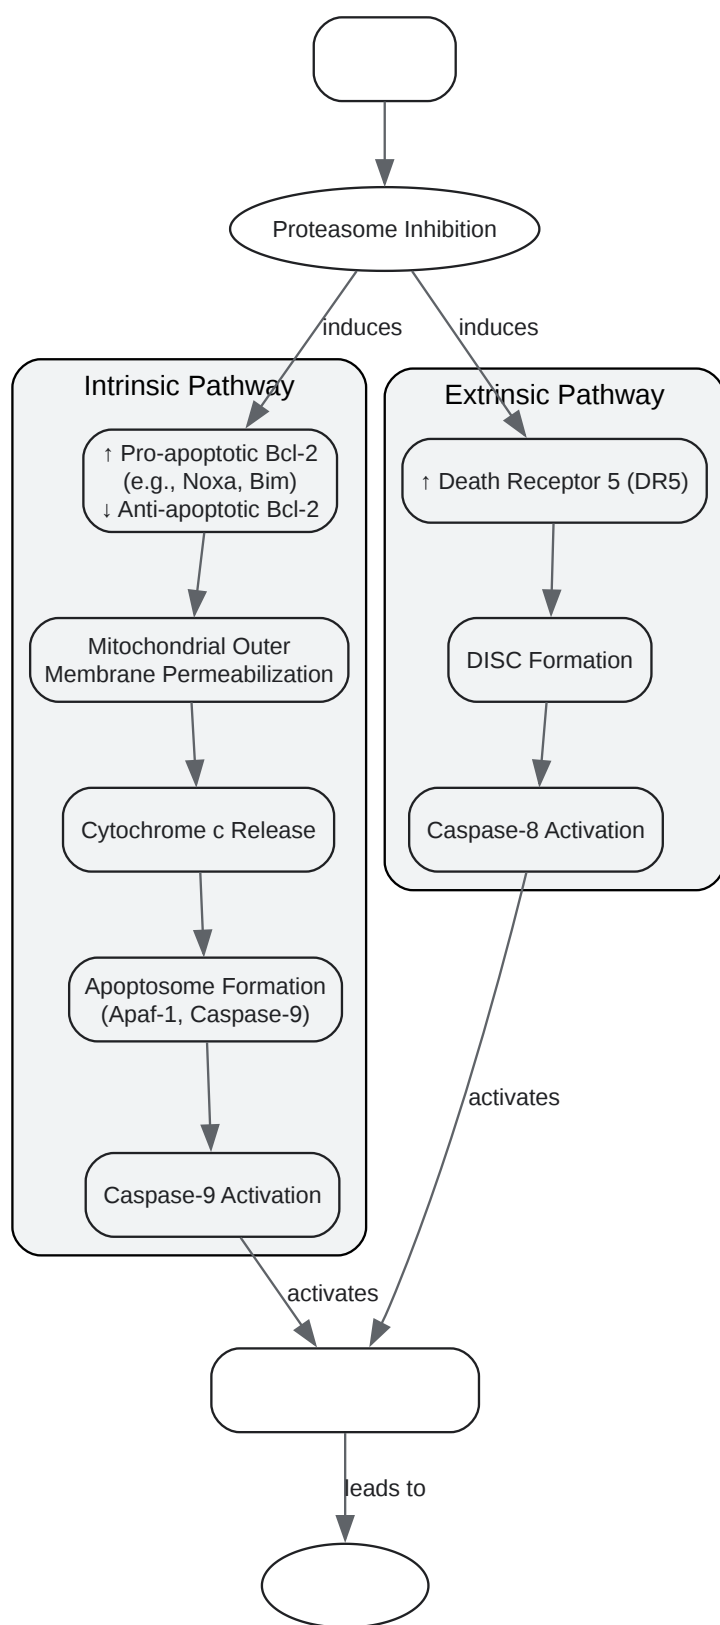 Proteasome Inhibition
induces
induces
Intrinsic Pathway
↑ Pro-apoptotic Bcl-2
(e.g., Noxa, Bim)
↓ Anti-apoptotic Bcl-2
Mitochondrial Outer
Membrane Permeabilization
Cytochrome c Release
Apoptosome Formation
(Apaf-1, Caspase-9)
Caspase-9 Activation
Extrinsic Pathway
↑ Death Receptor 5 (DR5)
DISC Formation
Caspase-8 Activation
activates
activates
leads to